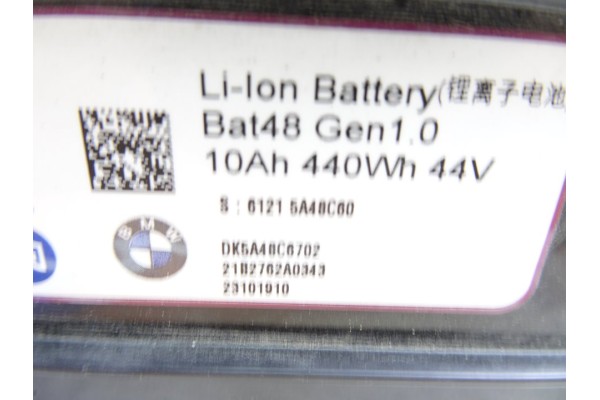 Li-Ion Battery(锂离子电池
Bat48 Gen1.0
10Ah 440Wh 44V
S : 6121 5A48C60
BMW
DK5A48C6702
21B2762A0343
23101910